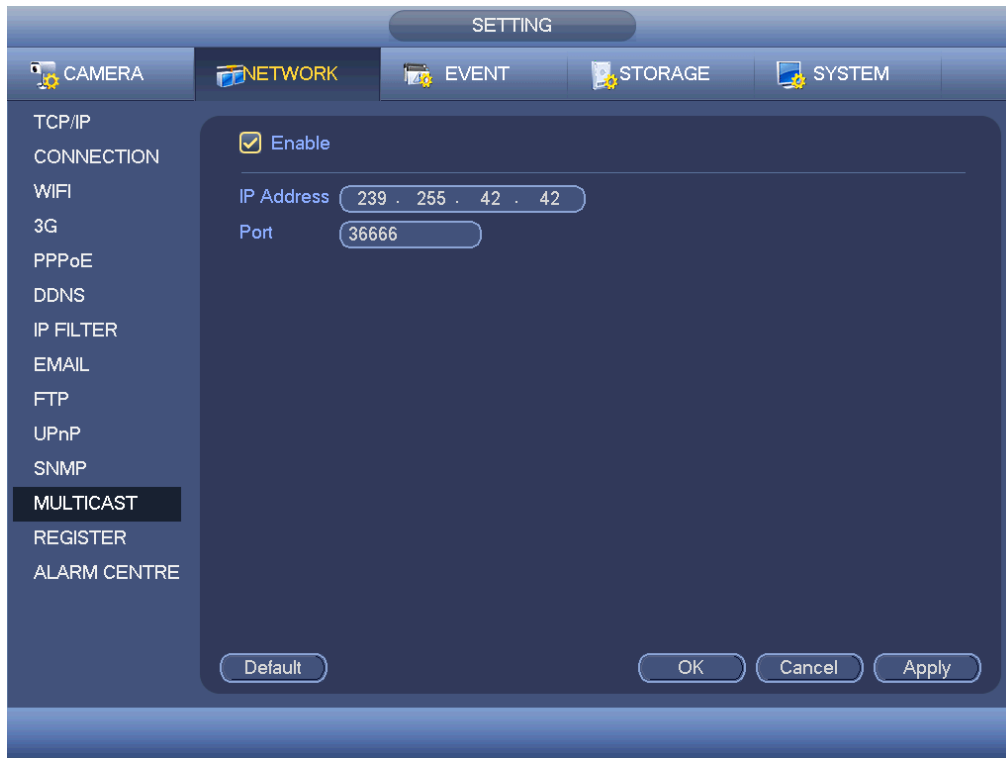 SETTING
CAMERA NETWORK EVENT STORAGE SYSTEM
TCP/IP
CONNECTION
WIFI
3G
PPPoE
DDNS
IP FILTER
EMAIL
FTP
UPnP
SNMP
MULTICAST
REGISTER
ALARM CENTRE
Enable
IP Address 239 . 255 . 42 . 42
Port 36666
Default OK Cancel Apply